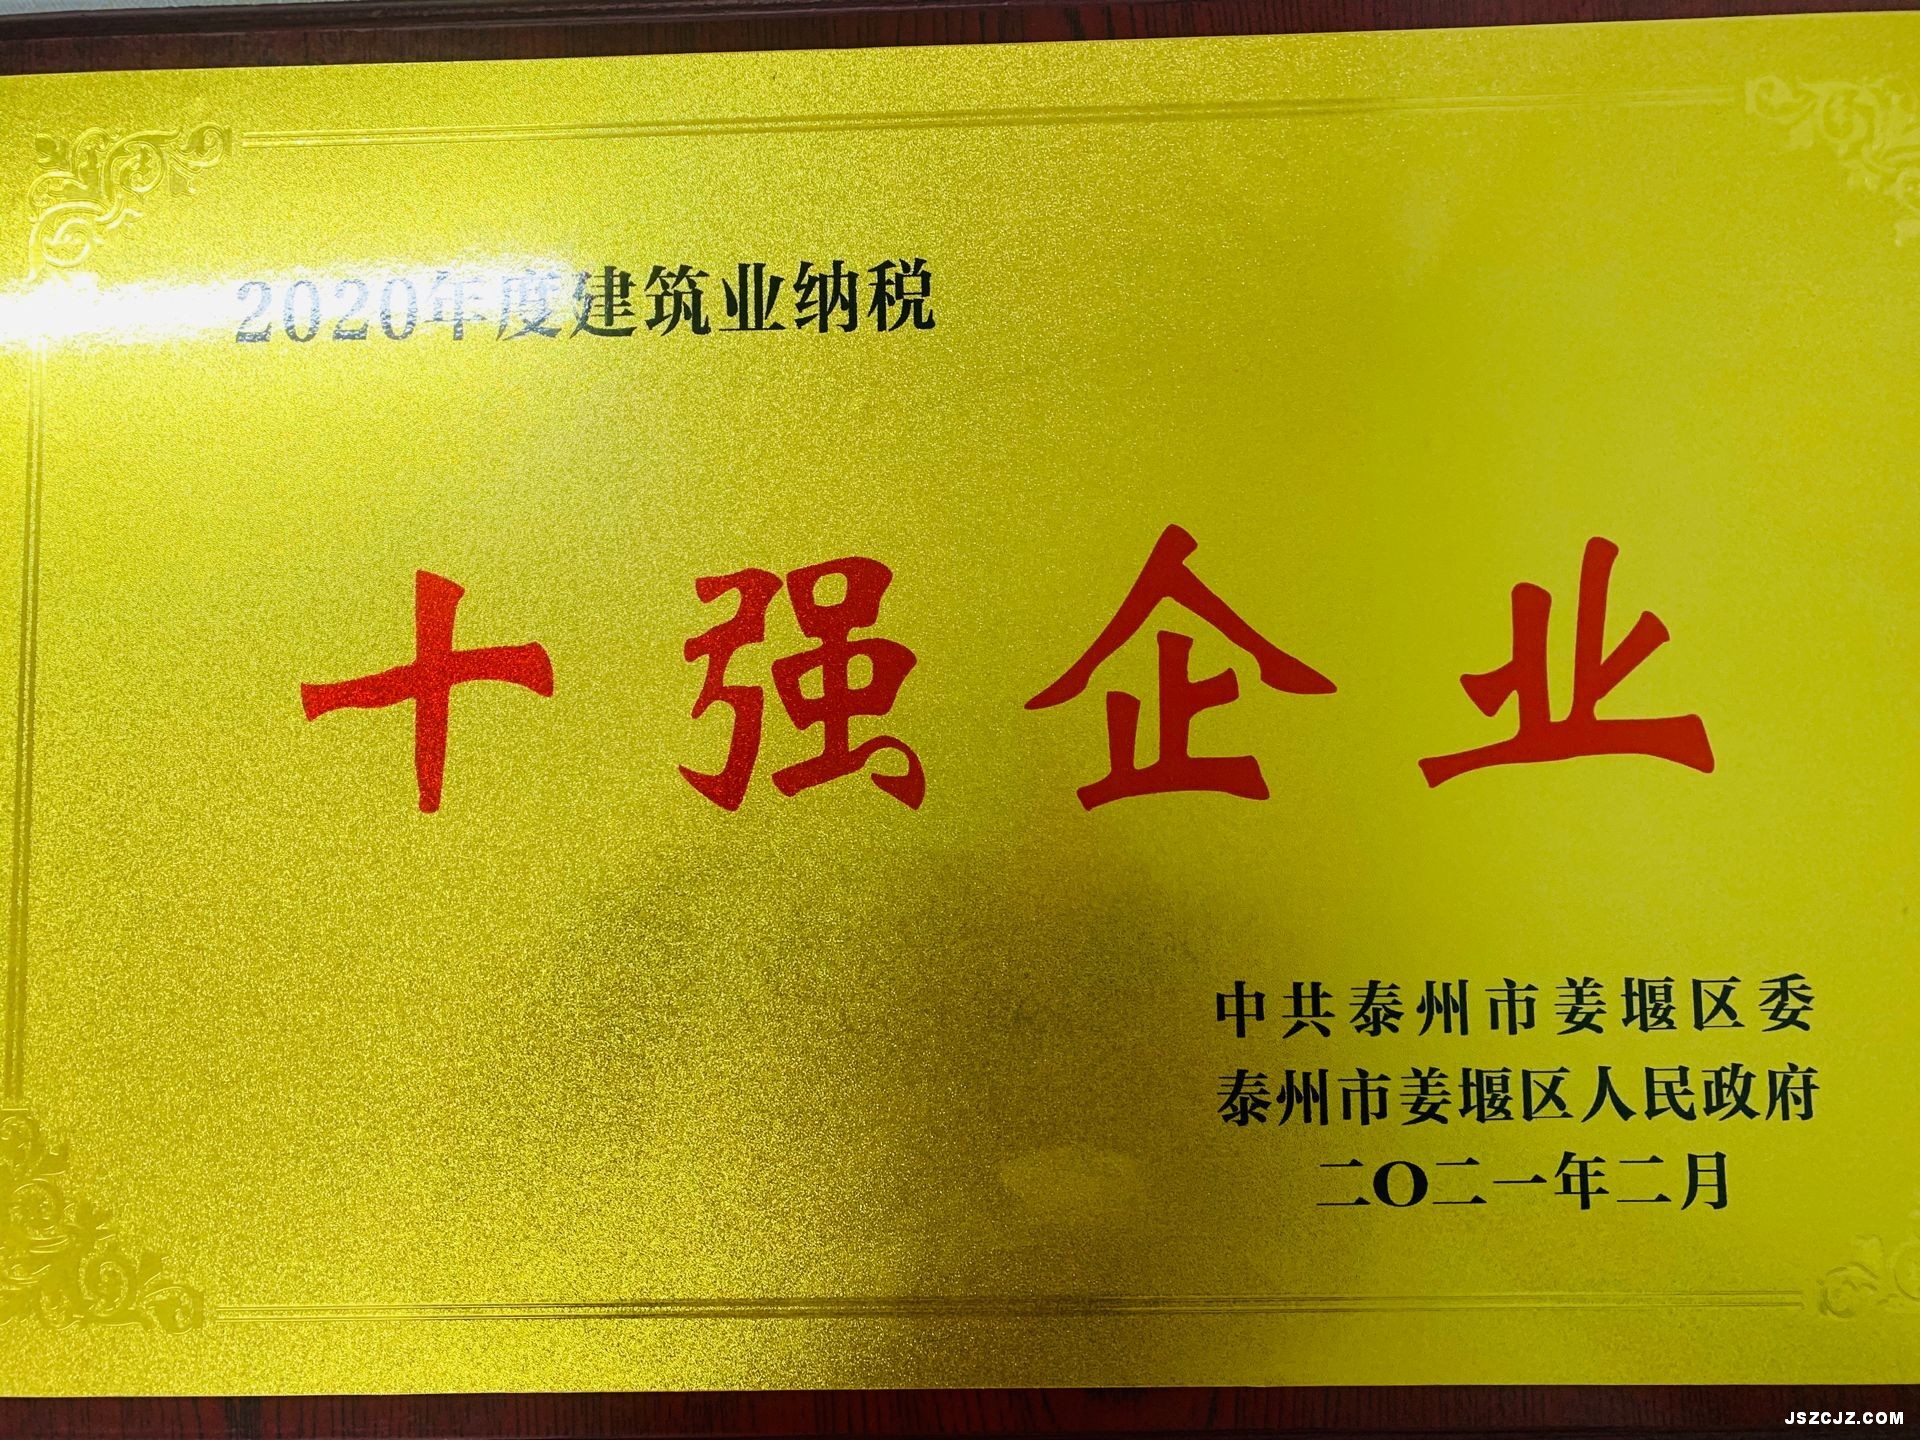 2020年度建筑业纳税
十强企业
中共泰州市姜堰区委
泰州市姜堰区人民政府
二〇二一年二月
JSZCJZ.COM